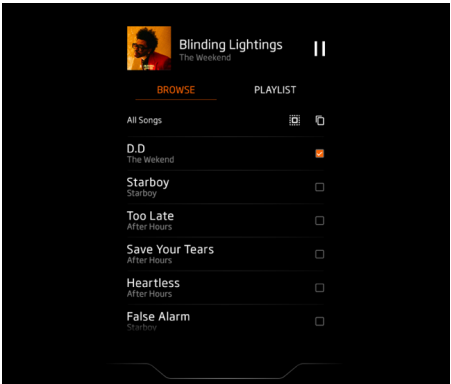 Blinding Lightings
The Weekend
BROWSE PLAYLIST
All Songs
D.D
The Wekend
Starboy
Starboy
Too Late
After Hours
Save Your Tears
After Hours
Heartless
After Hours
False Alarm
Starboy